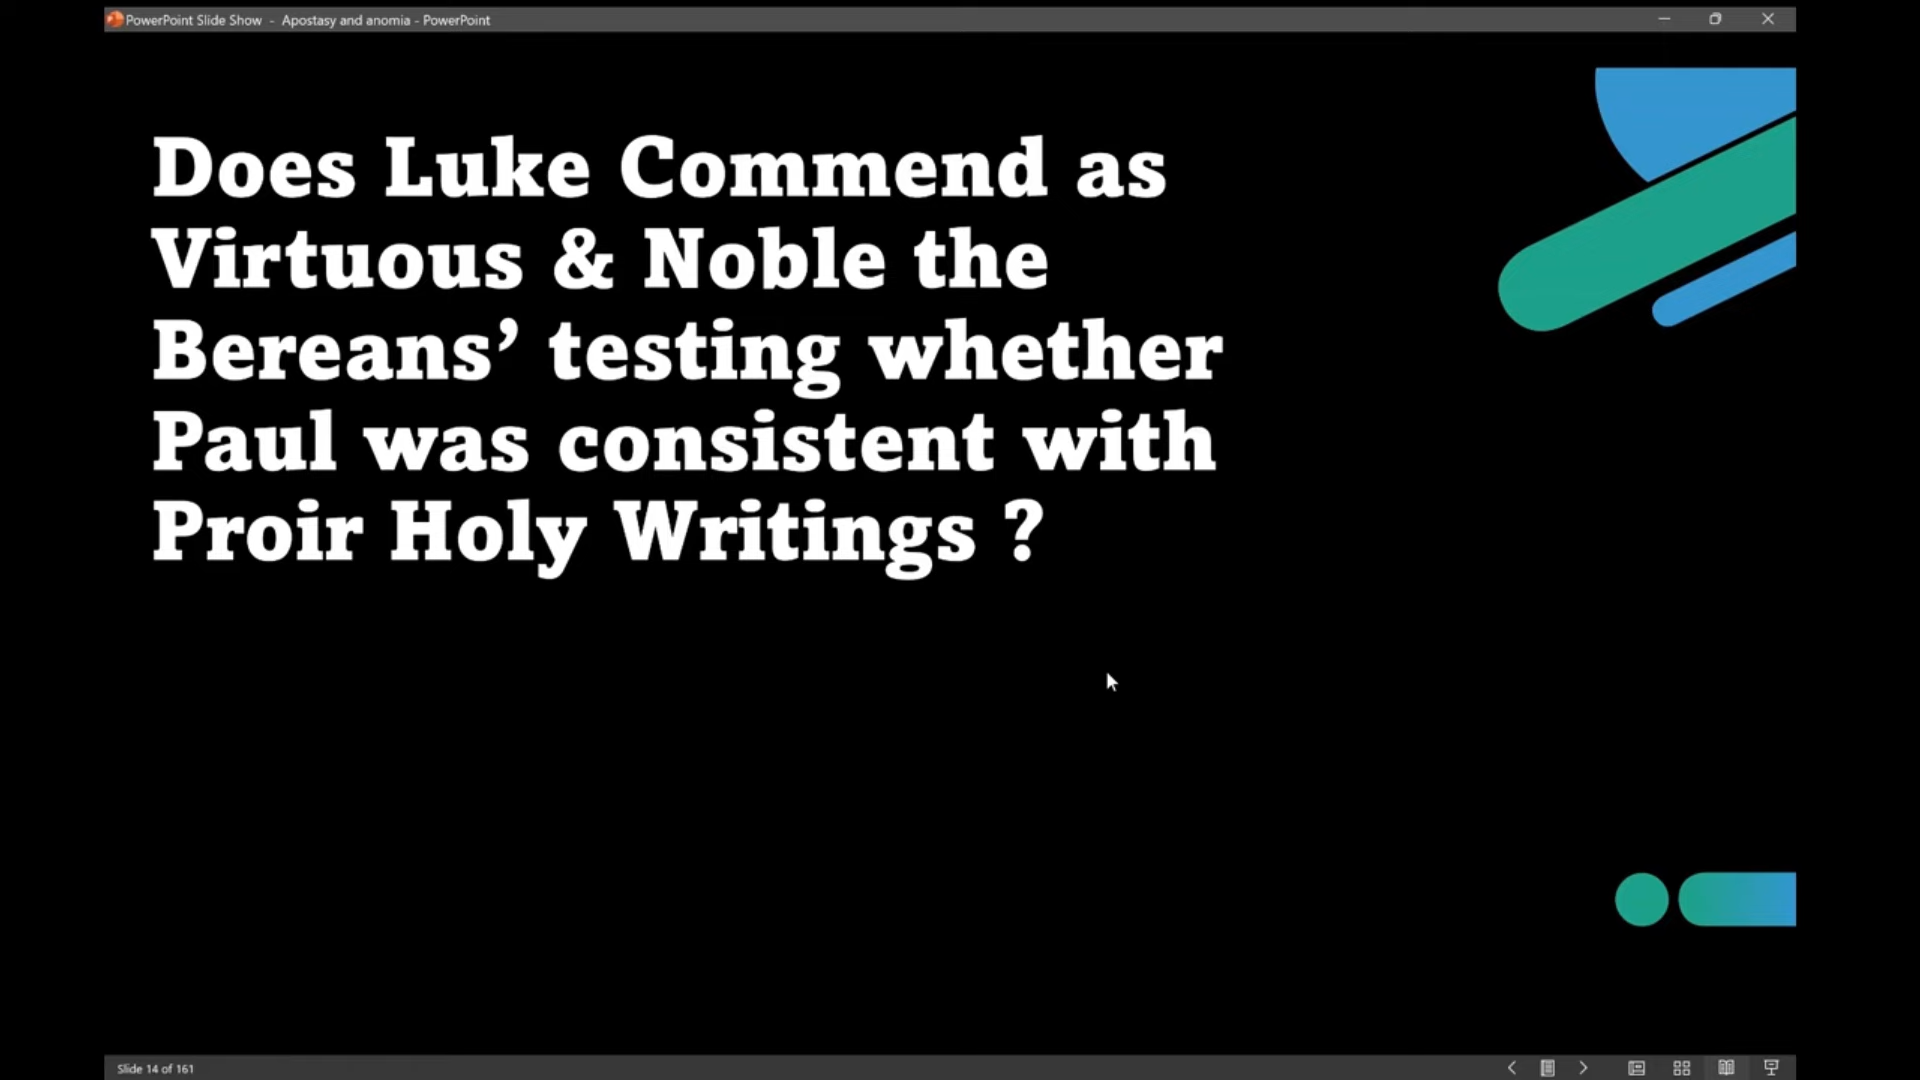 PowerPoint Slide Show - Apostasy and anomia - PowerPoint
Does Luke Commend as
Virtuous & Noble the
Bereans’ testing whether
Paul was consistent with
Proir Holy Writings ?
Slide 14 of 161